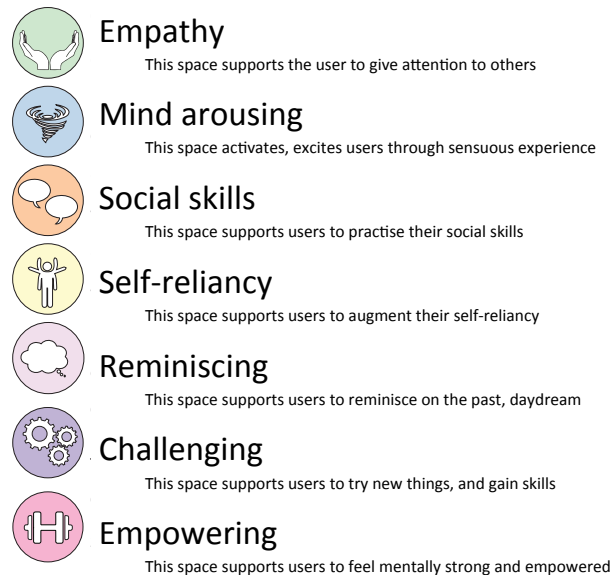 Empathy
This space supports the user to give attention to others
Mind arousing
This space activates, excites users through sensuous experience
Social skills
This space supports users to practise their social skills
Self-reliancy
This space supports users to augment their self-reliancy
Reminiscing
This space supports users to reminisce on the past, daydream
Challenging
This space supports users to try new things, and gain skills
Empowering
This space supports users to feel mentally strong and empowered